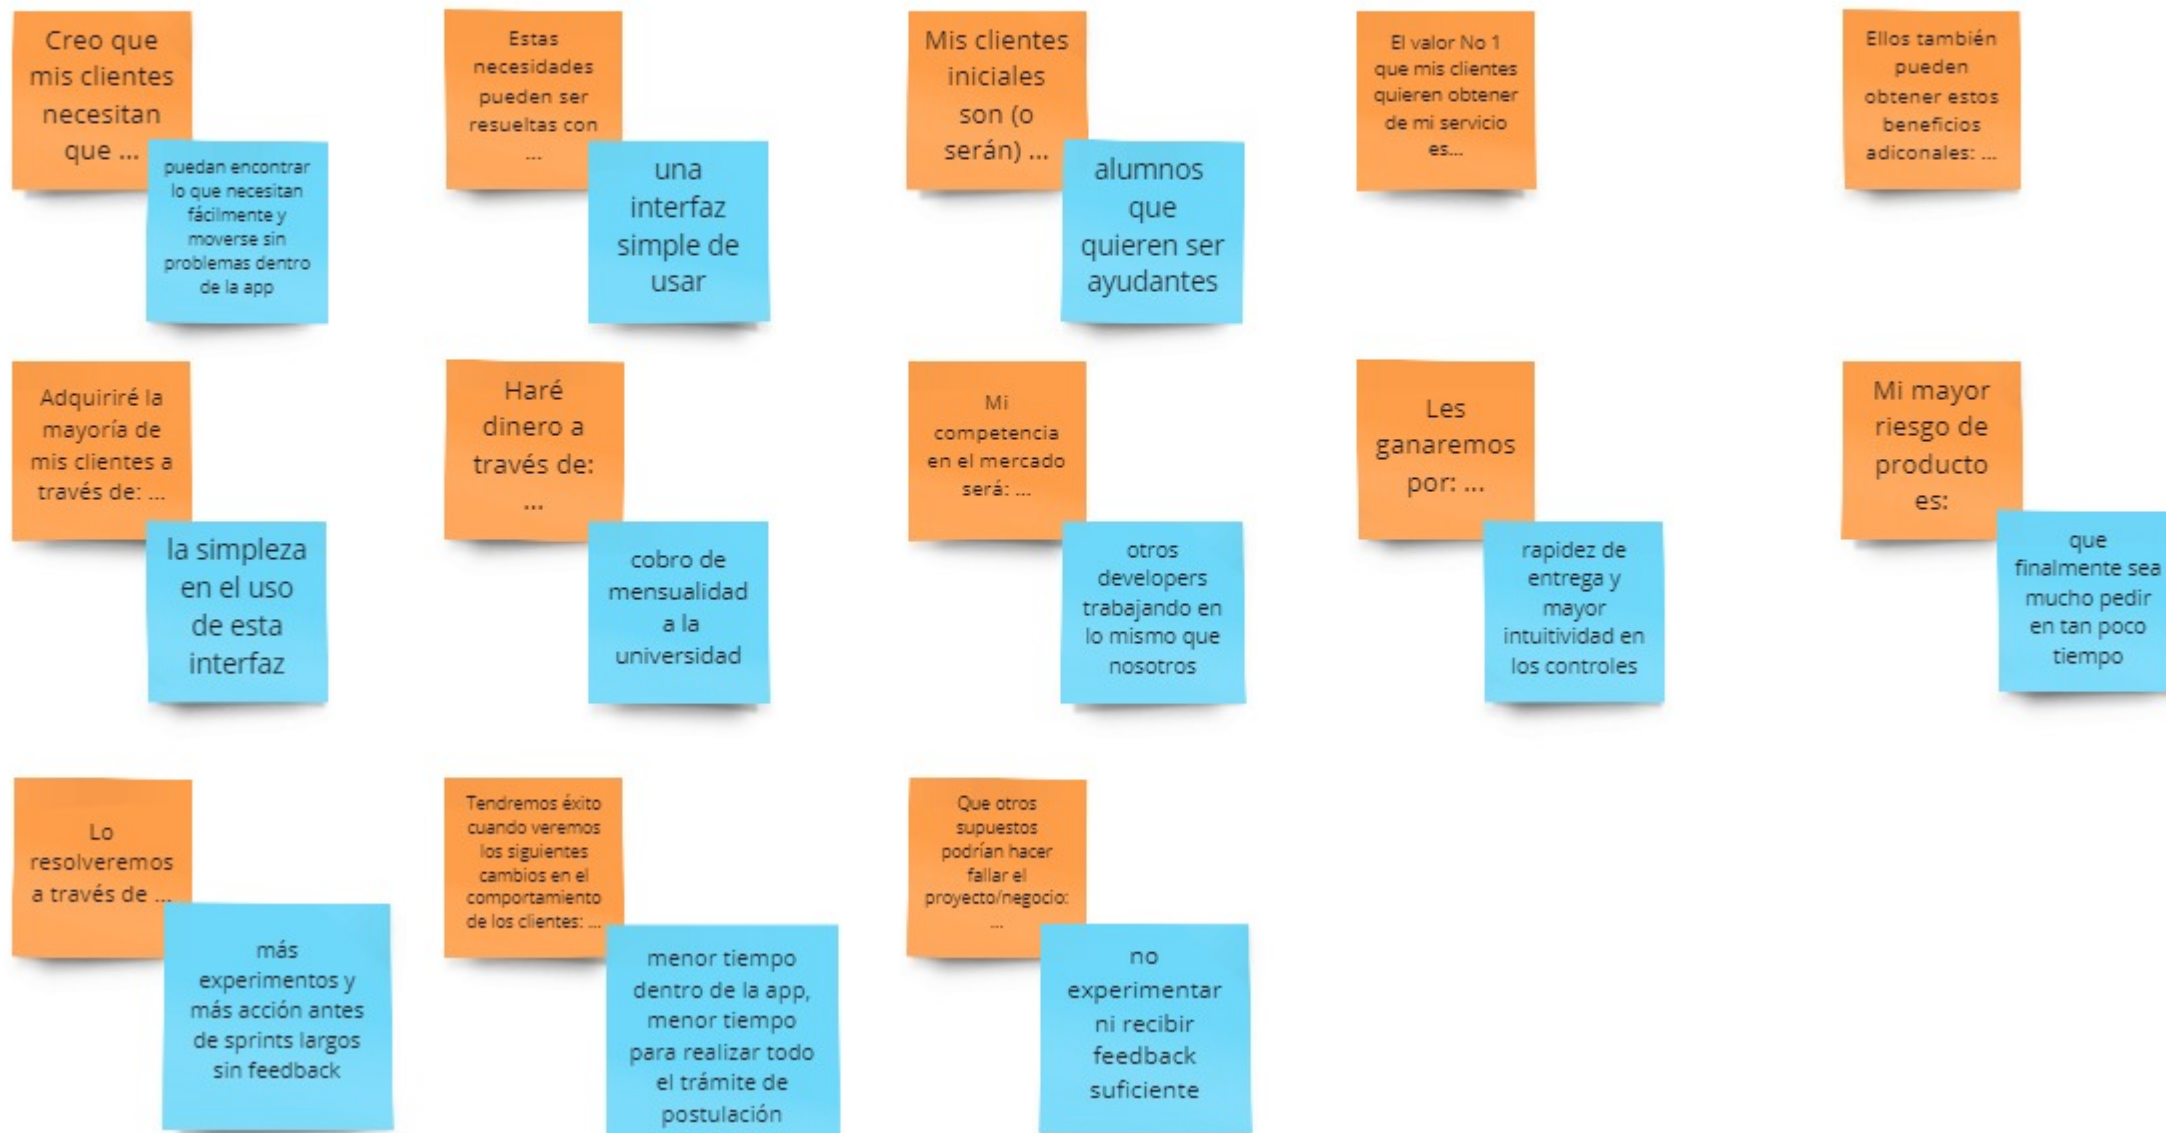 Creo que
mis clientes
necesitan
que ...
puedan encontrar
lo que necesitan
fácilmente y
moverse sin
problemas dentro
de la app
Estas
necesidades
pueden ser
resueltas con
...
una
interfaz
simple de
usar
Mis clientes
iniciales
son (o
serán) ...
alumnos
que
quieren ser
ayudantes
El valor No 1
que mis clientes
quieren obtener
de mi servicio
es...
Ellos también
pueden
obtener estos
beneficios
adiconales: ...
Adquiriré la
mayoría de
mis clientes a
través de: ...
la simpleza
en el uso
de esta
interfaz
Haré
dinero a
través de:
...
cobro de
mensualidad
a la
universidad
Mi
competencia
en el mercado
será: ...
otros
developers
trabajando en
lo mismo que
nosotros
Les
ganaremos
por: ...
rapidez de
entrega y
mayor
intuitividad en
los controles
Mi mayor
riesgo de
producto
es:
que
finalmente sea
mucho pedir
en tan poco
tiempo
Lo
resolveremos
a través de ...
más
experimentos y
más acción antes
de sprints largos
sin feedback
Tendremos éxito
cuando veremos
los siguientes
cambios en el
comportamiento
de los clientes: ...
menor tiempo
dentro de la app,
menor tiempo
para realizar todo
el trámite de
postulación
Que otros
supuestos
podrían hacer
fallar el
proyecto/negocio:
...
no
experimentar
ni recibir
feedback
suficiente